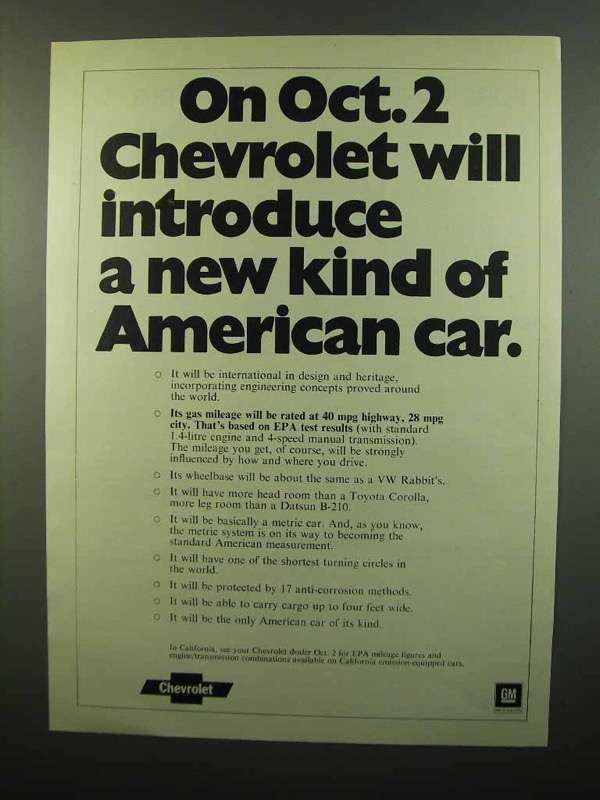 On Oct. 2
Chevrolet will
introduce
a new kind of
American car.
It will be international in design and heritage,
incorporating engineering concepts proved around
the world.
Its gas mileage will be rated at 40 mpg highway, 28 mpg
city. That's based on EPA test results (with standard
1.4-litre engine and 4-speed manual transmission).
The mileage you get, of course, will be strongly
influenced by how and where you drive.
Its wheelbase will be about the same as a VW Rabbit's.
It will have more head room than a Toyota Corolla,
more leg room than a Datsun B-210.
It will be basically a metric car. And, as you know,
the metric system is on its way to becoming the
standard American measurement.
It will have one of the shortest turning circles in
the world.
It will be protected by 17 anti-corrosion methods.
It will be able to carry cargo up to four feet wide.
It will be the only American car of its kind.
In California, see your Chevrolet dealer Oct. 2 for EPA mileage figures and
engine/transmission combinations available on California emission-equipped cars.
Chevrolet
GM